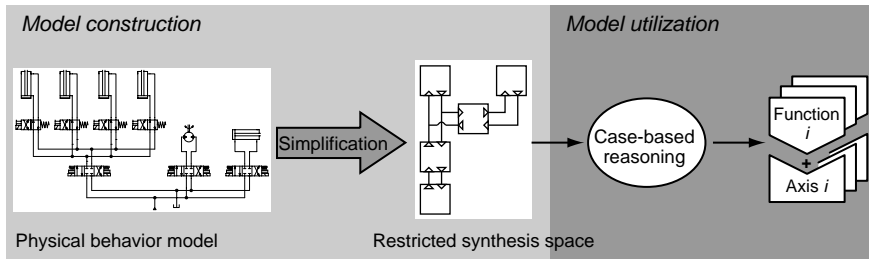 Model construction
Model utilization
Simplification
Case-based
reasoning
Function
i
+
Axis i
Physical behavior model
Restricted synthesis space